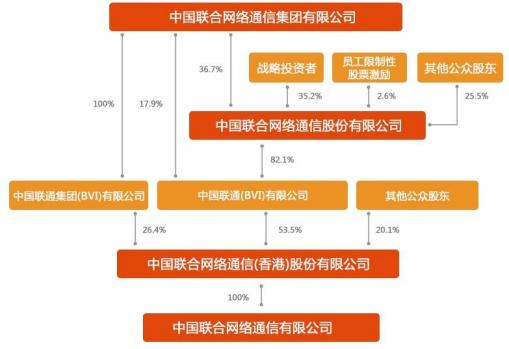 中国联合网络通信集团有限公司
36.7%
战略投资者
员工限制性
股票激励
其他公众股东
100%
17.9%
35.2%
2.6%
25.5%
中国联合网络通信股份有限公司
82.1%
中国联通集团(BVI)有限公司
中国联通(BVI)有限公司
其他公众股东
26.4%
53.5%
20.1%
中国联合网络通信(香港)股份有限公司
100%
中国联合网络通信有限公司